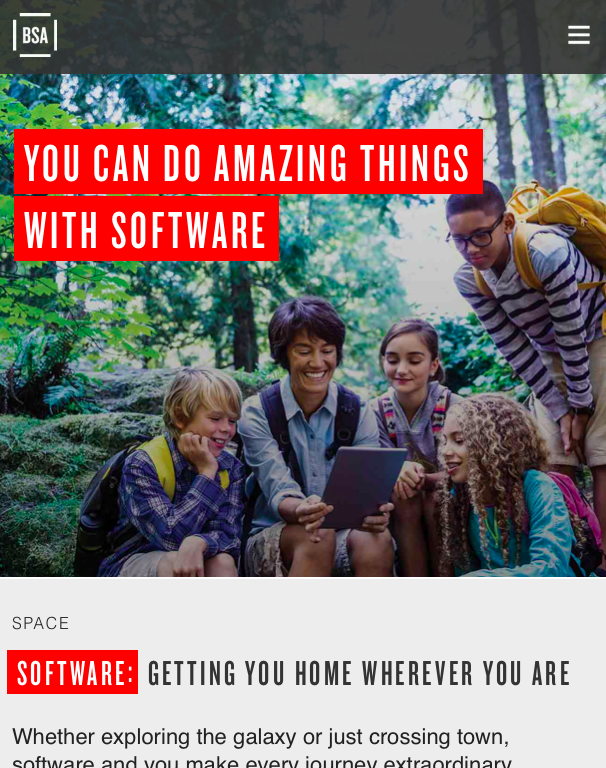 BSA
YOU CAN DO AMAZING THINGS
WITH SOFTWARE
SPACE
SOFTWARE: GETTING YOU HOME WHEREVER YOU ARE
Whether exploring the galaxy or just crossing town,
software and you make every journey extraordinary